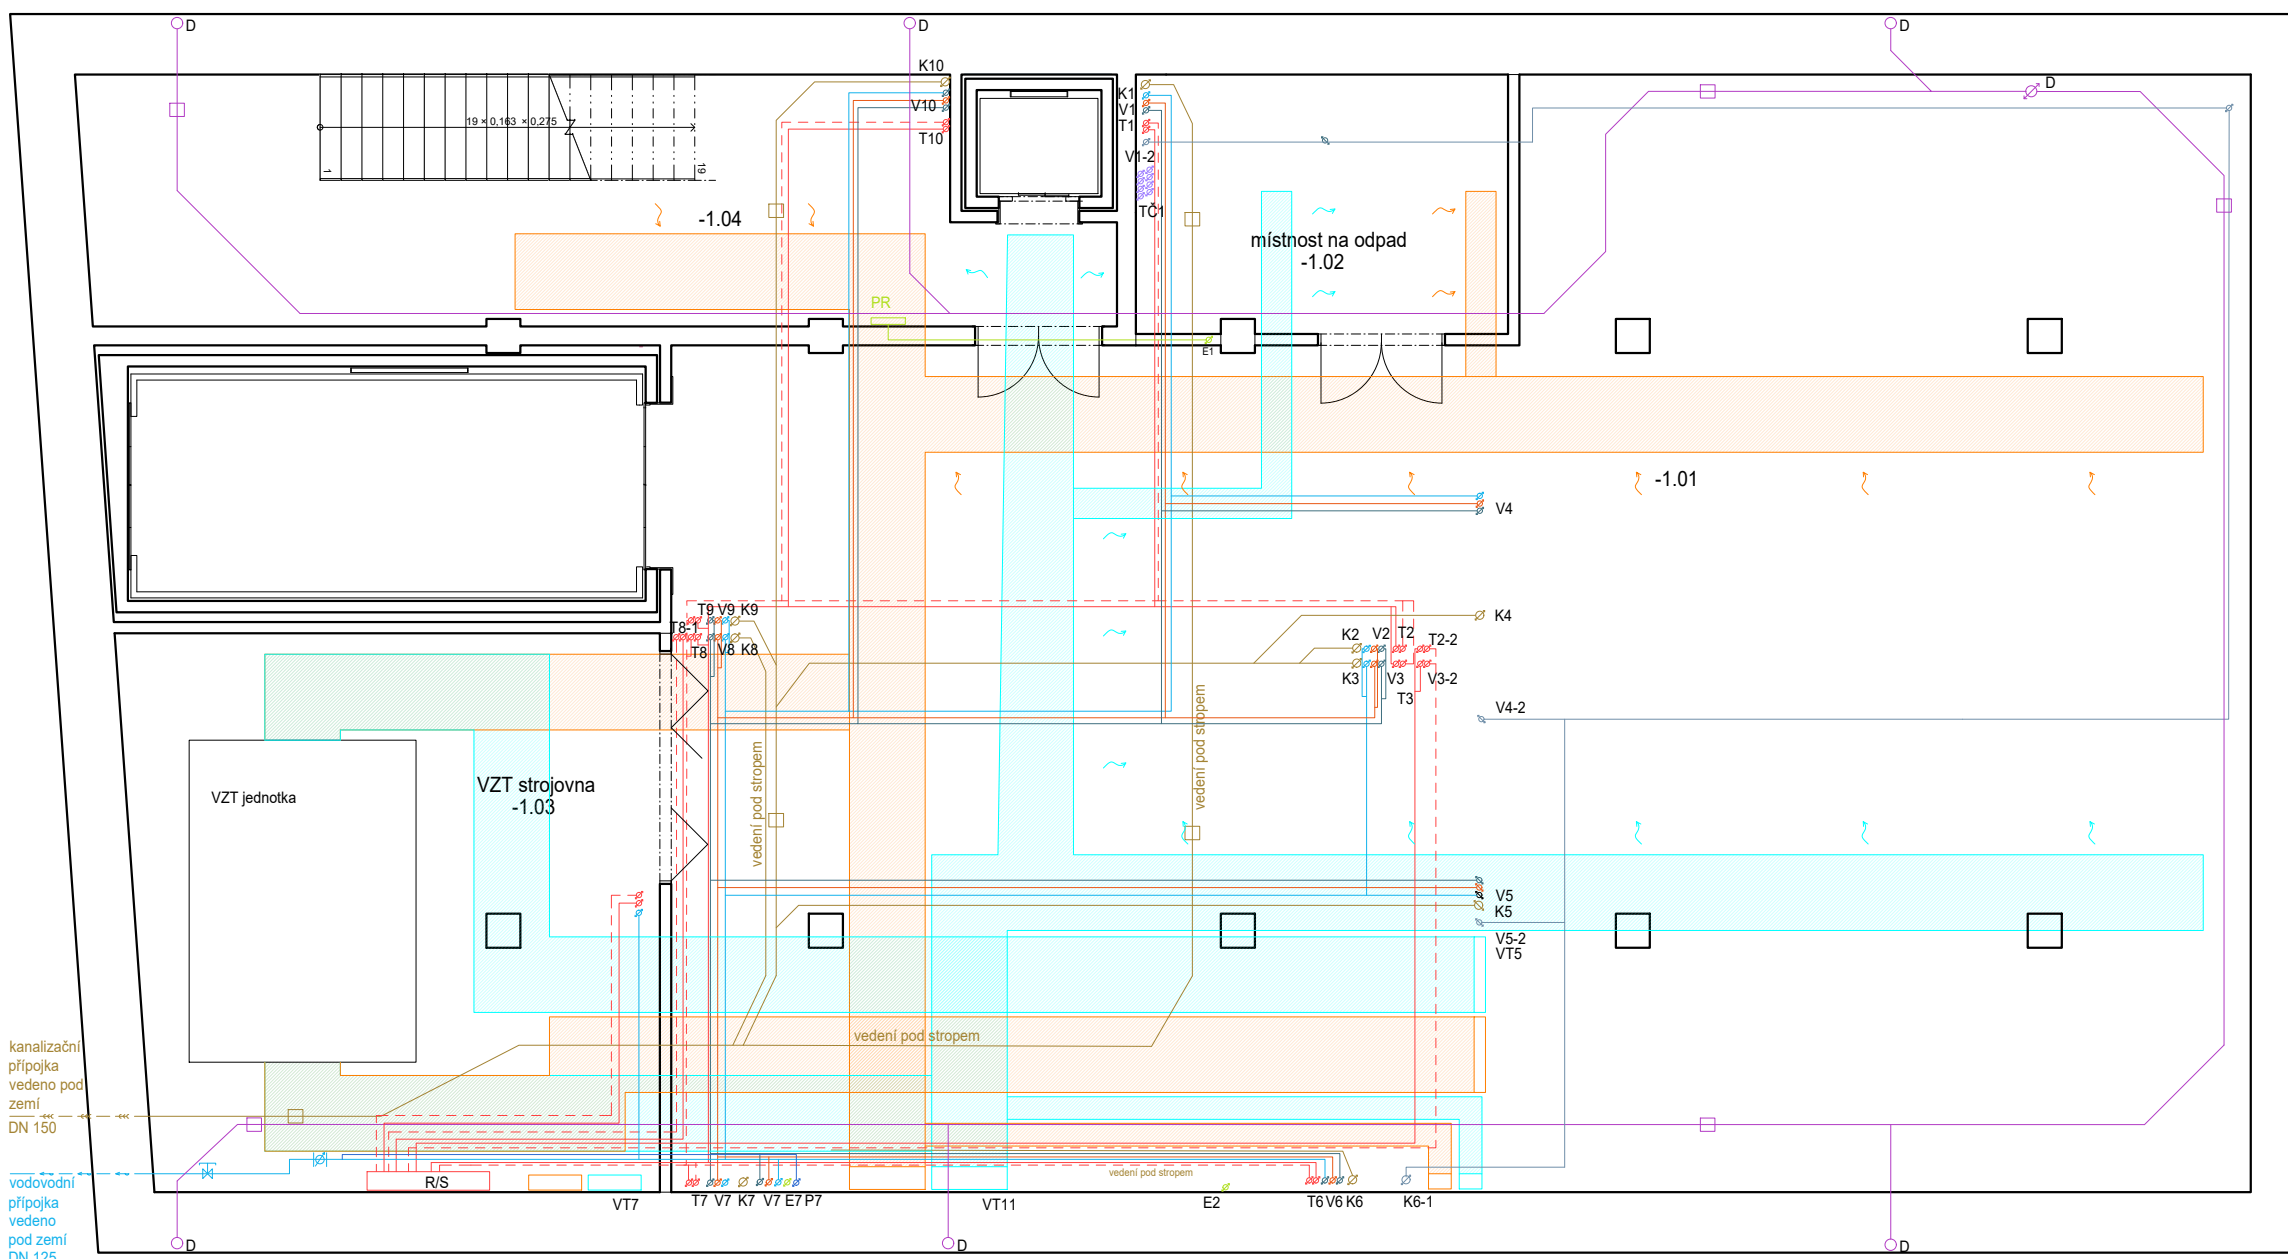 D
D
D
K10
V10
T10
K1
V1
T1
V1-2
TČ1
D
19 × 0,163 × 0,275
1
19
-1.04
místnost na odpad
-1.02
PR
E1
-1.01
V4
T9 V9 K9
T8-1
T8
V8 K8
K4
K2
V2
T2
T2-2
K3
V3
V3-2
T3
V4-2
vedení pod stropem
vedení pod stropem
VZT jednotka
VZT strojovna
-1.03
V5
K5
V5-2
VT5
vedení pod stropem
kanalizační
přípojka
vedeno pod
zemí
DN 150
vodovodní
přípojka
vedeno
pod zemí
DN 125
R/S
vedení pod stropem
VT7
T7 V7 K7 V7 E7 P7
VT11
E2
T6 V6 K6
K6-1
D
D
D